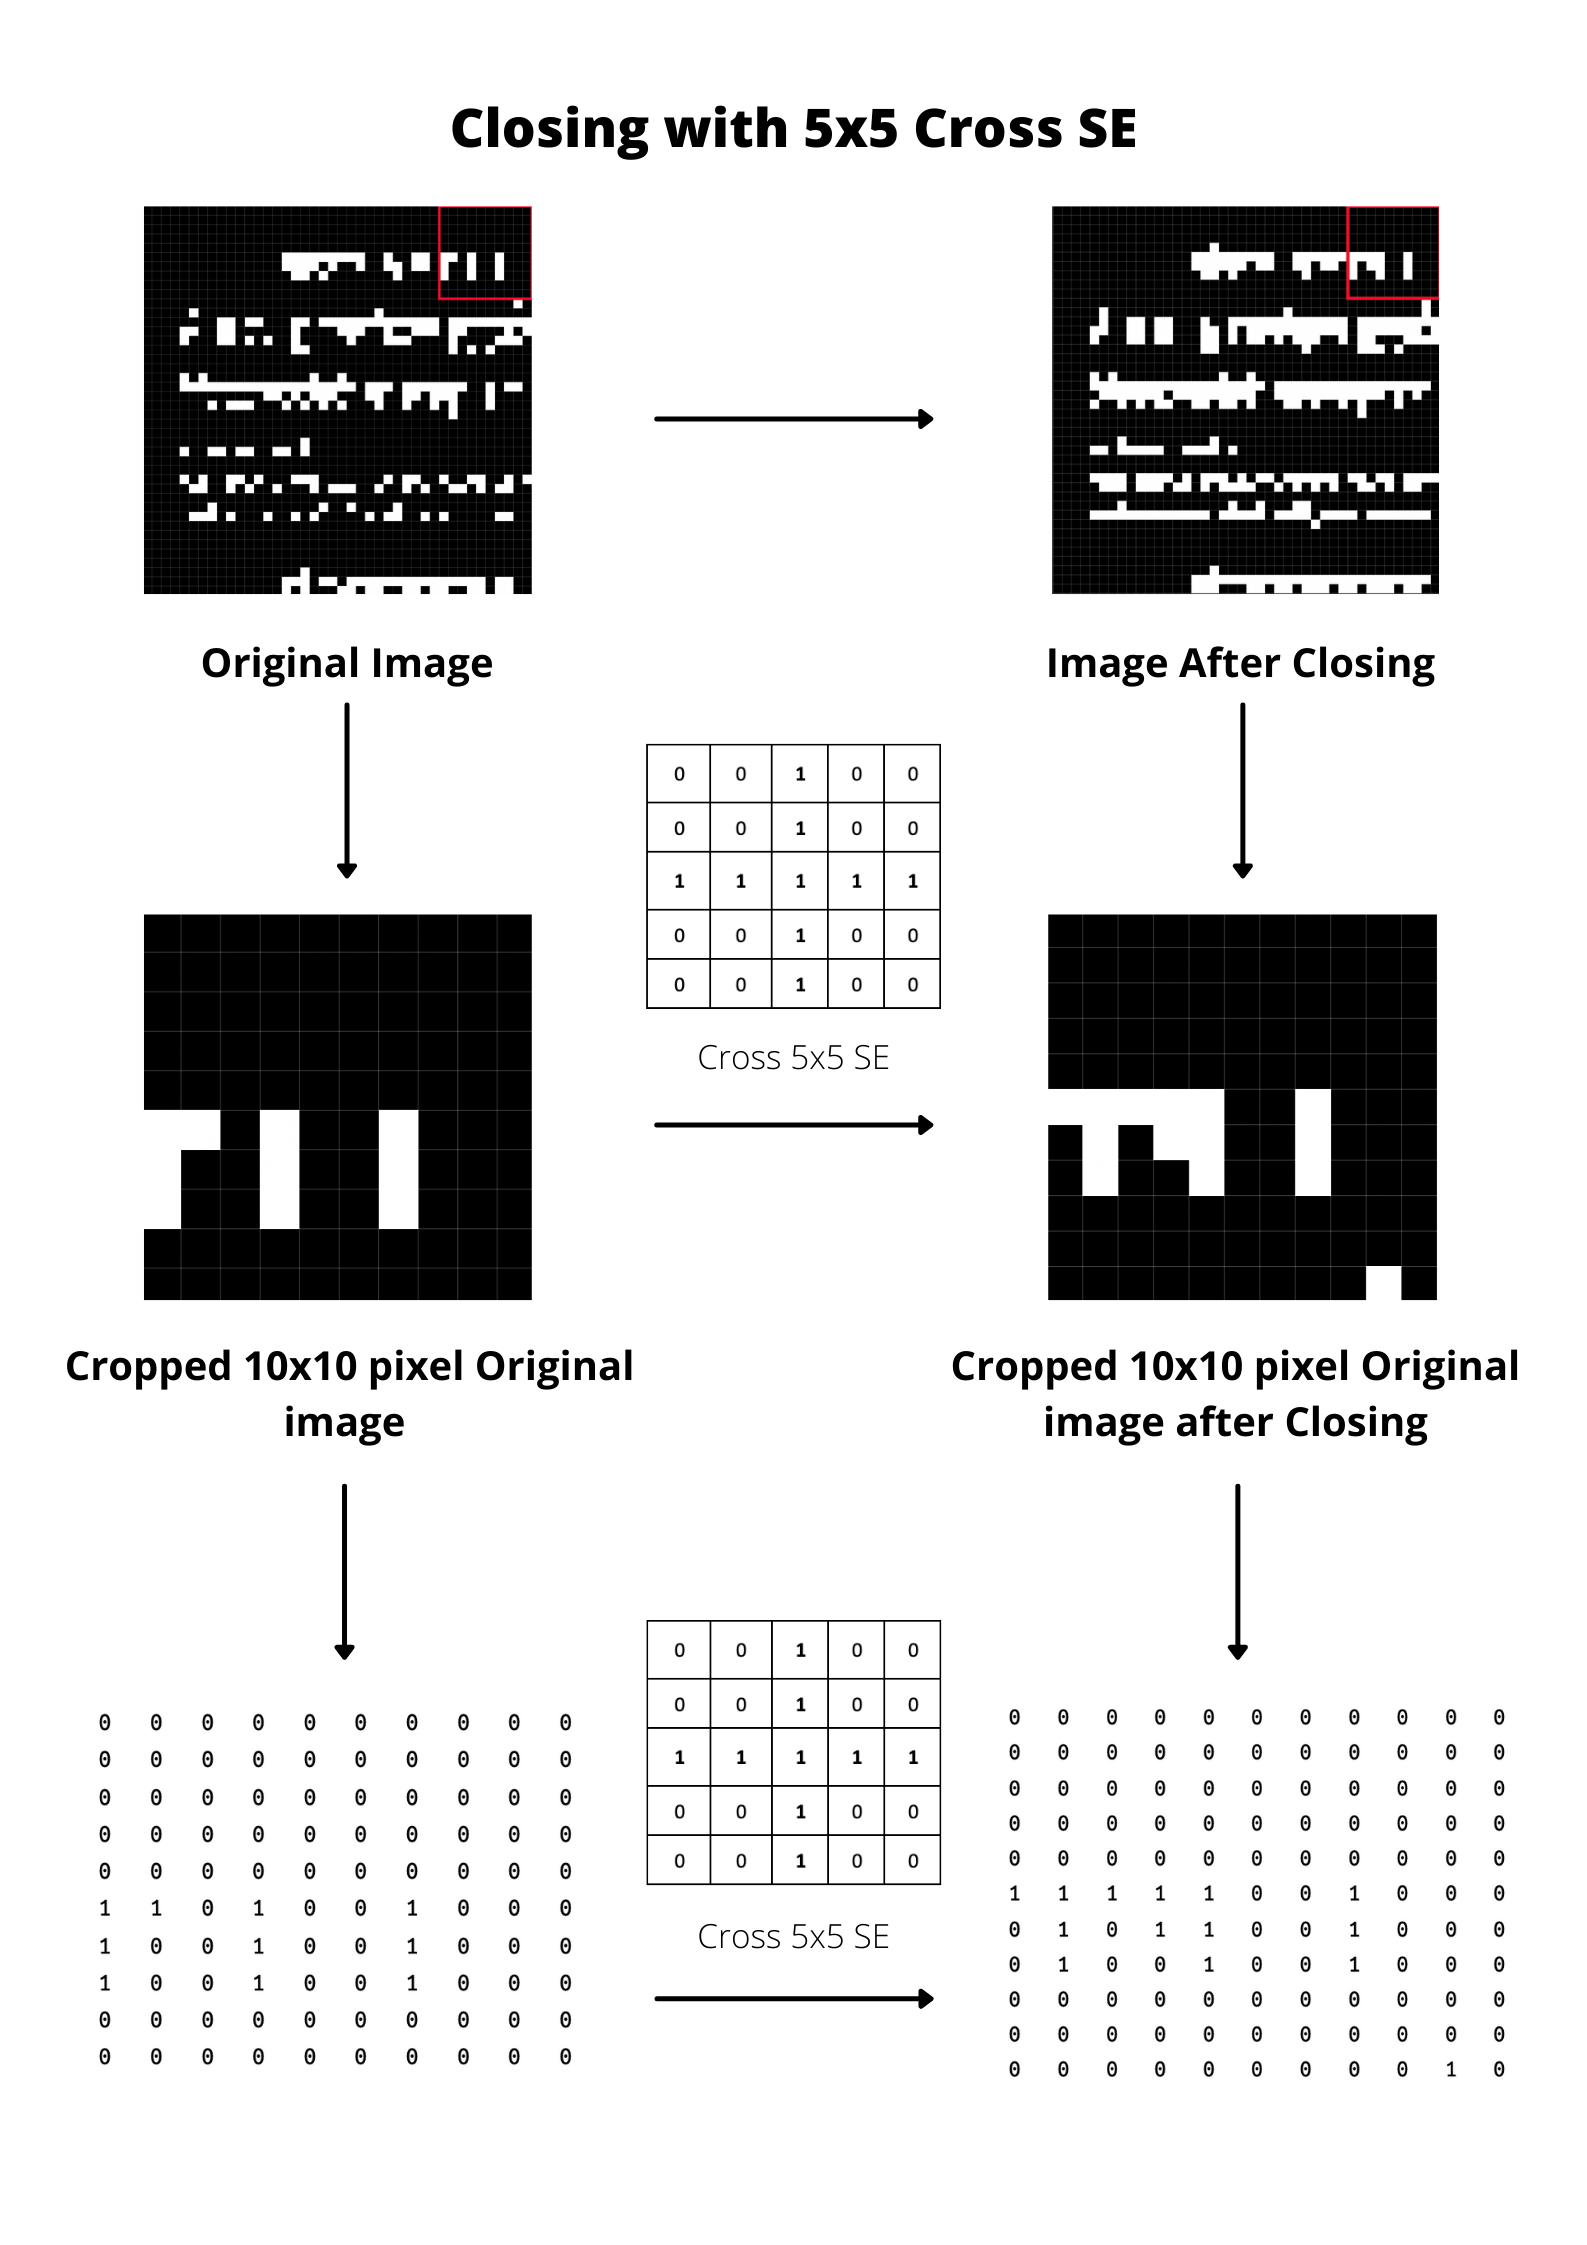 Closing with 5x5 Cross SE
Original Image
Image After Closing
0 0 1 0 0
0 0 1 0 0
1 1 1 1 1
0 0 1 0 0
0 0 1 0 0
Cross 5x5 SE
Cropped 10x10 pixel Original
image
Cropped 10x10 pixel Original
image after Closing
0 0 0 0 0 0 0 0 0 0
0 0 0 0 0 0 0 0 0 0
0 0 0 0 0 0 0 0 0 0
0 0 0 0 0 0 0 0 0 0
0 0 0 0 0 0 0 0 0 0
1 1 0 1 0 0 1 0 0 0
1 0 0 1 0 0 1 0 0 0
1 0 0 1 0 0 1 0 0 0
0 0 0 0 0 0 0 0 0 0
0 0 0 0 0 0 0 0 0 0
0 0 1 0 0
0 0 1 0 0
1 1 1 1 1
0 0 1 0 0
0 0 1 0 0
Cross 5x5 SE
0 0 0 0 0 0 0 0 0 0 0
0 0 0 0 0 0 0 0 0 0 0
0 0 0 0 0 0 0 0 0 0 0
0 0 0 0 0 0 0 0 0 0 0
0 0 0 0 0 0 0 0 0 0 0
1 1 1 1 1 0 0 1 0 0 0
0 1 0 1 1 0 0 1 0 0 0
0 1 0 0 1 0 0 1 0 0 0
0 0 0 0 0 0 0 0 0 0 0
0 0 0 0 0 0 0 0 0 0 0
0 0 0 0 0 0 0 0 0 1 0